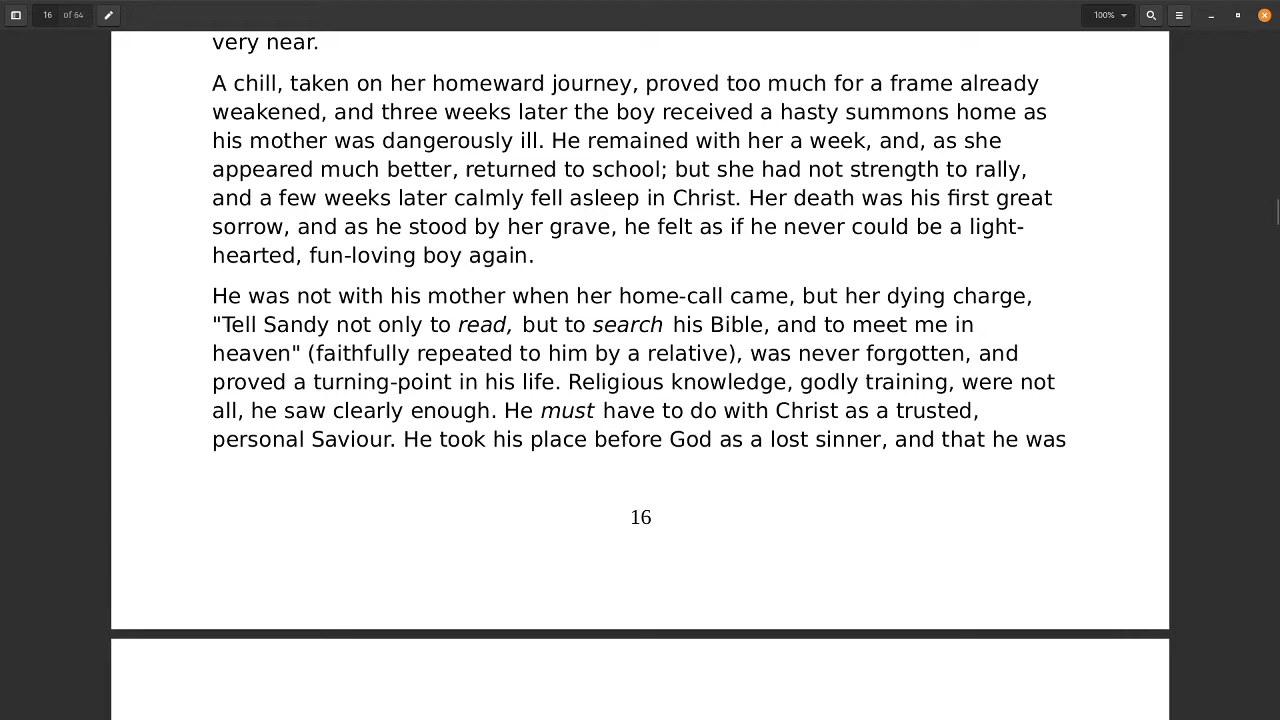 16 of 64
100%
very near.
A chill, taken on her homeward journey, proved too much for a frame already
weakened, and three weeks later the boy received a hasty summons home as
his mother was dangerously ill. He remained with her a week, and, as she
appeared much better, returned to school; but she had not strength to rally,
and a few weeks later calmly fell asleep in Christ. Her death was his first great
sorrow, and as he stood by her grave, he felt as if he never could be a light-
hearted, fun-loving boy again.
He was not with his mother when her home-call came, but her dying charge,
"Tell Sandy not only to read, but to search his Bible, and to meet me in
heaven" (faithfully repeated to him by a relative), was never forgotten, and
proved a turning-point in his life. Religious knowledge, godly training, were not
all, he saw clearly enough. He must have to do with Christ as a trusted,
personal Saviour. He took his place before God as a lost sinner, and that he was
16